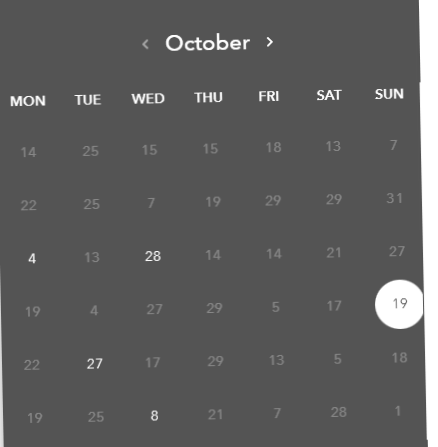 ‹ October ›
MON TUE WED THU FRI SAT SUN
14 25 15 15 18 13 7
22 25 7 19 29 29 31
4 13 28 14 14 21 27
19 4 27 29 5 17 19
22 27 17 29 13 5 18
19 25 8 21 7 28 1